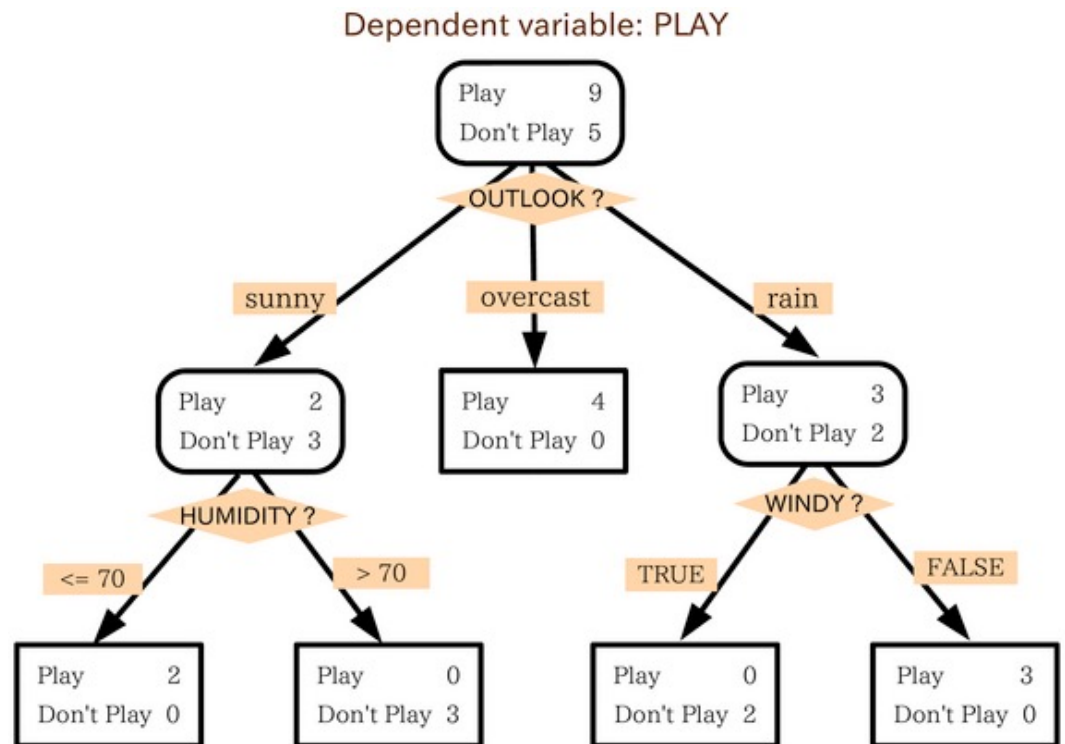 Dependent variable: PLAY
Play 9
Don't Play 5
OUTLOOK ?
sunny
overcast
rain
Play 2
Don't Play 3
Play 4
Don't Play 0
Play 3
Don't Play 2
HUMIDITY ?
WINDY ?
<= 70
> 70
TRUE
FALSE
Play 2
Don't Play 0
Play 0
Don't Play 3
Play 0
Don't Play 2
Play 3
Don't Play 0